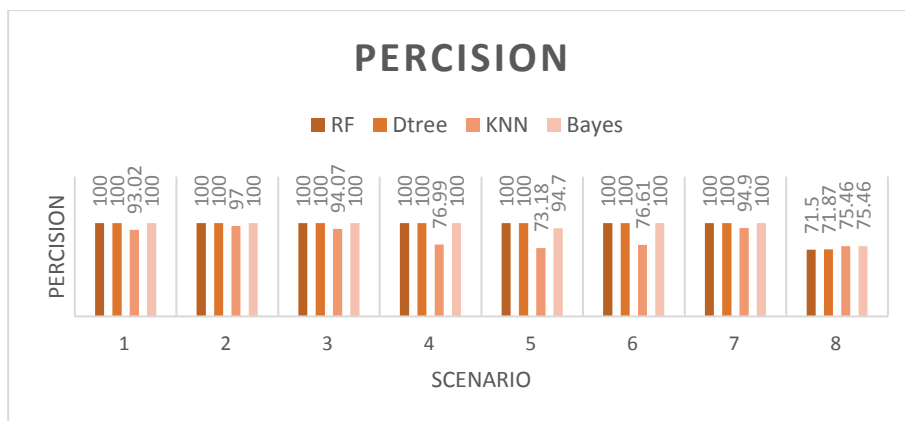 PERCISION
RF Dtree KNN Bayes
PERCISION
100 100 93.02 100 100 100 97 100 100 100 94.07 100 100 100 76.99 100 100 100 73.18 94.7 100 100 76.61 100 100 100 94.9 100 71.5 71.87 75.46 75.46
1 2 3 4 5 6 7 8
SCENARIO